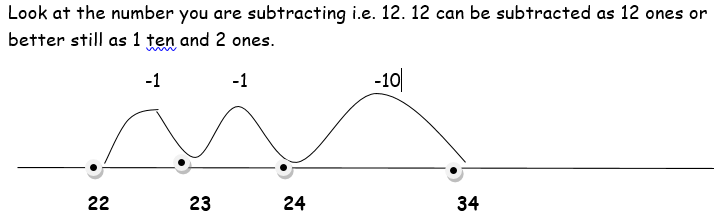 Look at the number you are subtracting i.e. 12. 12 can be subtracted as 12 ones or
better still as 1 ten and 2 ones.
-1 -1 -10
22 23 24 34